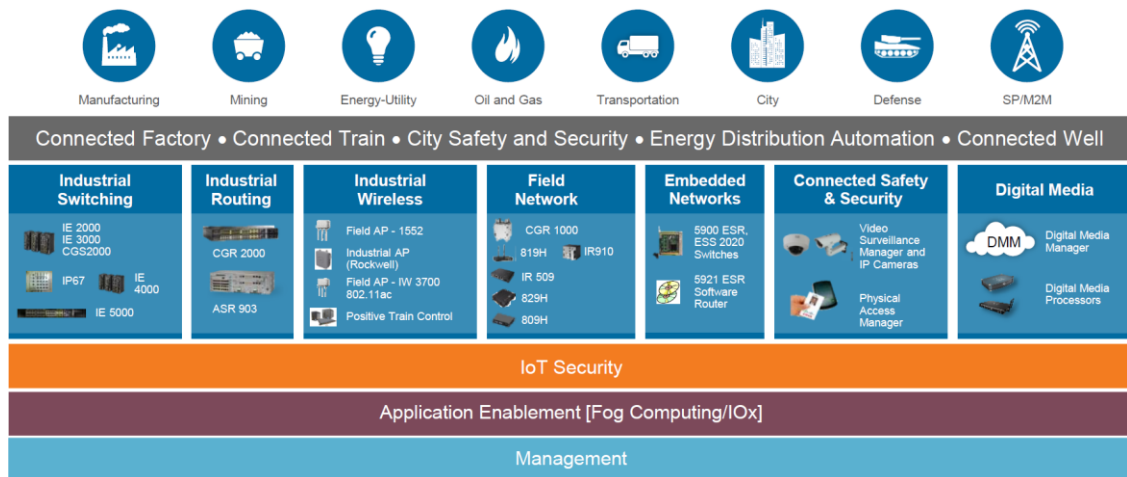 Manufacturing
Mining
Energy-Utility
Oil and Gas
Transportation
City
Defense
SP/M2M
Connected Factory • Connected Train • City Safety and Security • Energy Distribution Automation • Connected Well
Industrial
Switching
IE 2000
IE 3000
CGS2000
IP67
IE
4000
IE 5000
Industrial
Routing
CGR 2000
ASR 903
Industrial
Wireless
Field AP - 1552
Industrial AP
(Rockwell)
Field AP - IW 3700
802.11ac
Positive Train Control
Field
Network
CGR 1000
819H
IR910
IR 509
829H
809H
Embedded
Networks
5900 ESR,
ESS 2020
Switches
5921 ESR
Software
Router
Connected Safety
& Security
Video
Surveillance
Manager and
IP Cameras
Physical
Access
Manager
Digital Media
DMM
Digital Media
Manager
Digital Media
Processors
IoT Security
Application Enablement [Fog Computing/IOx]
Management